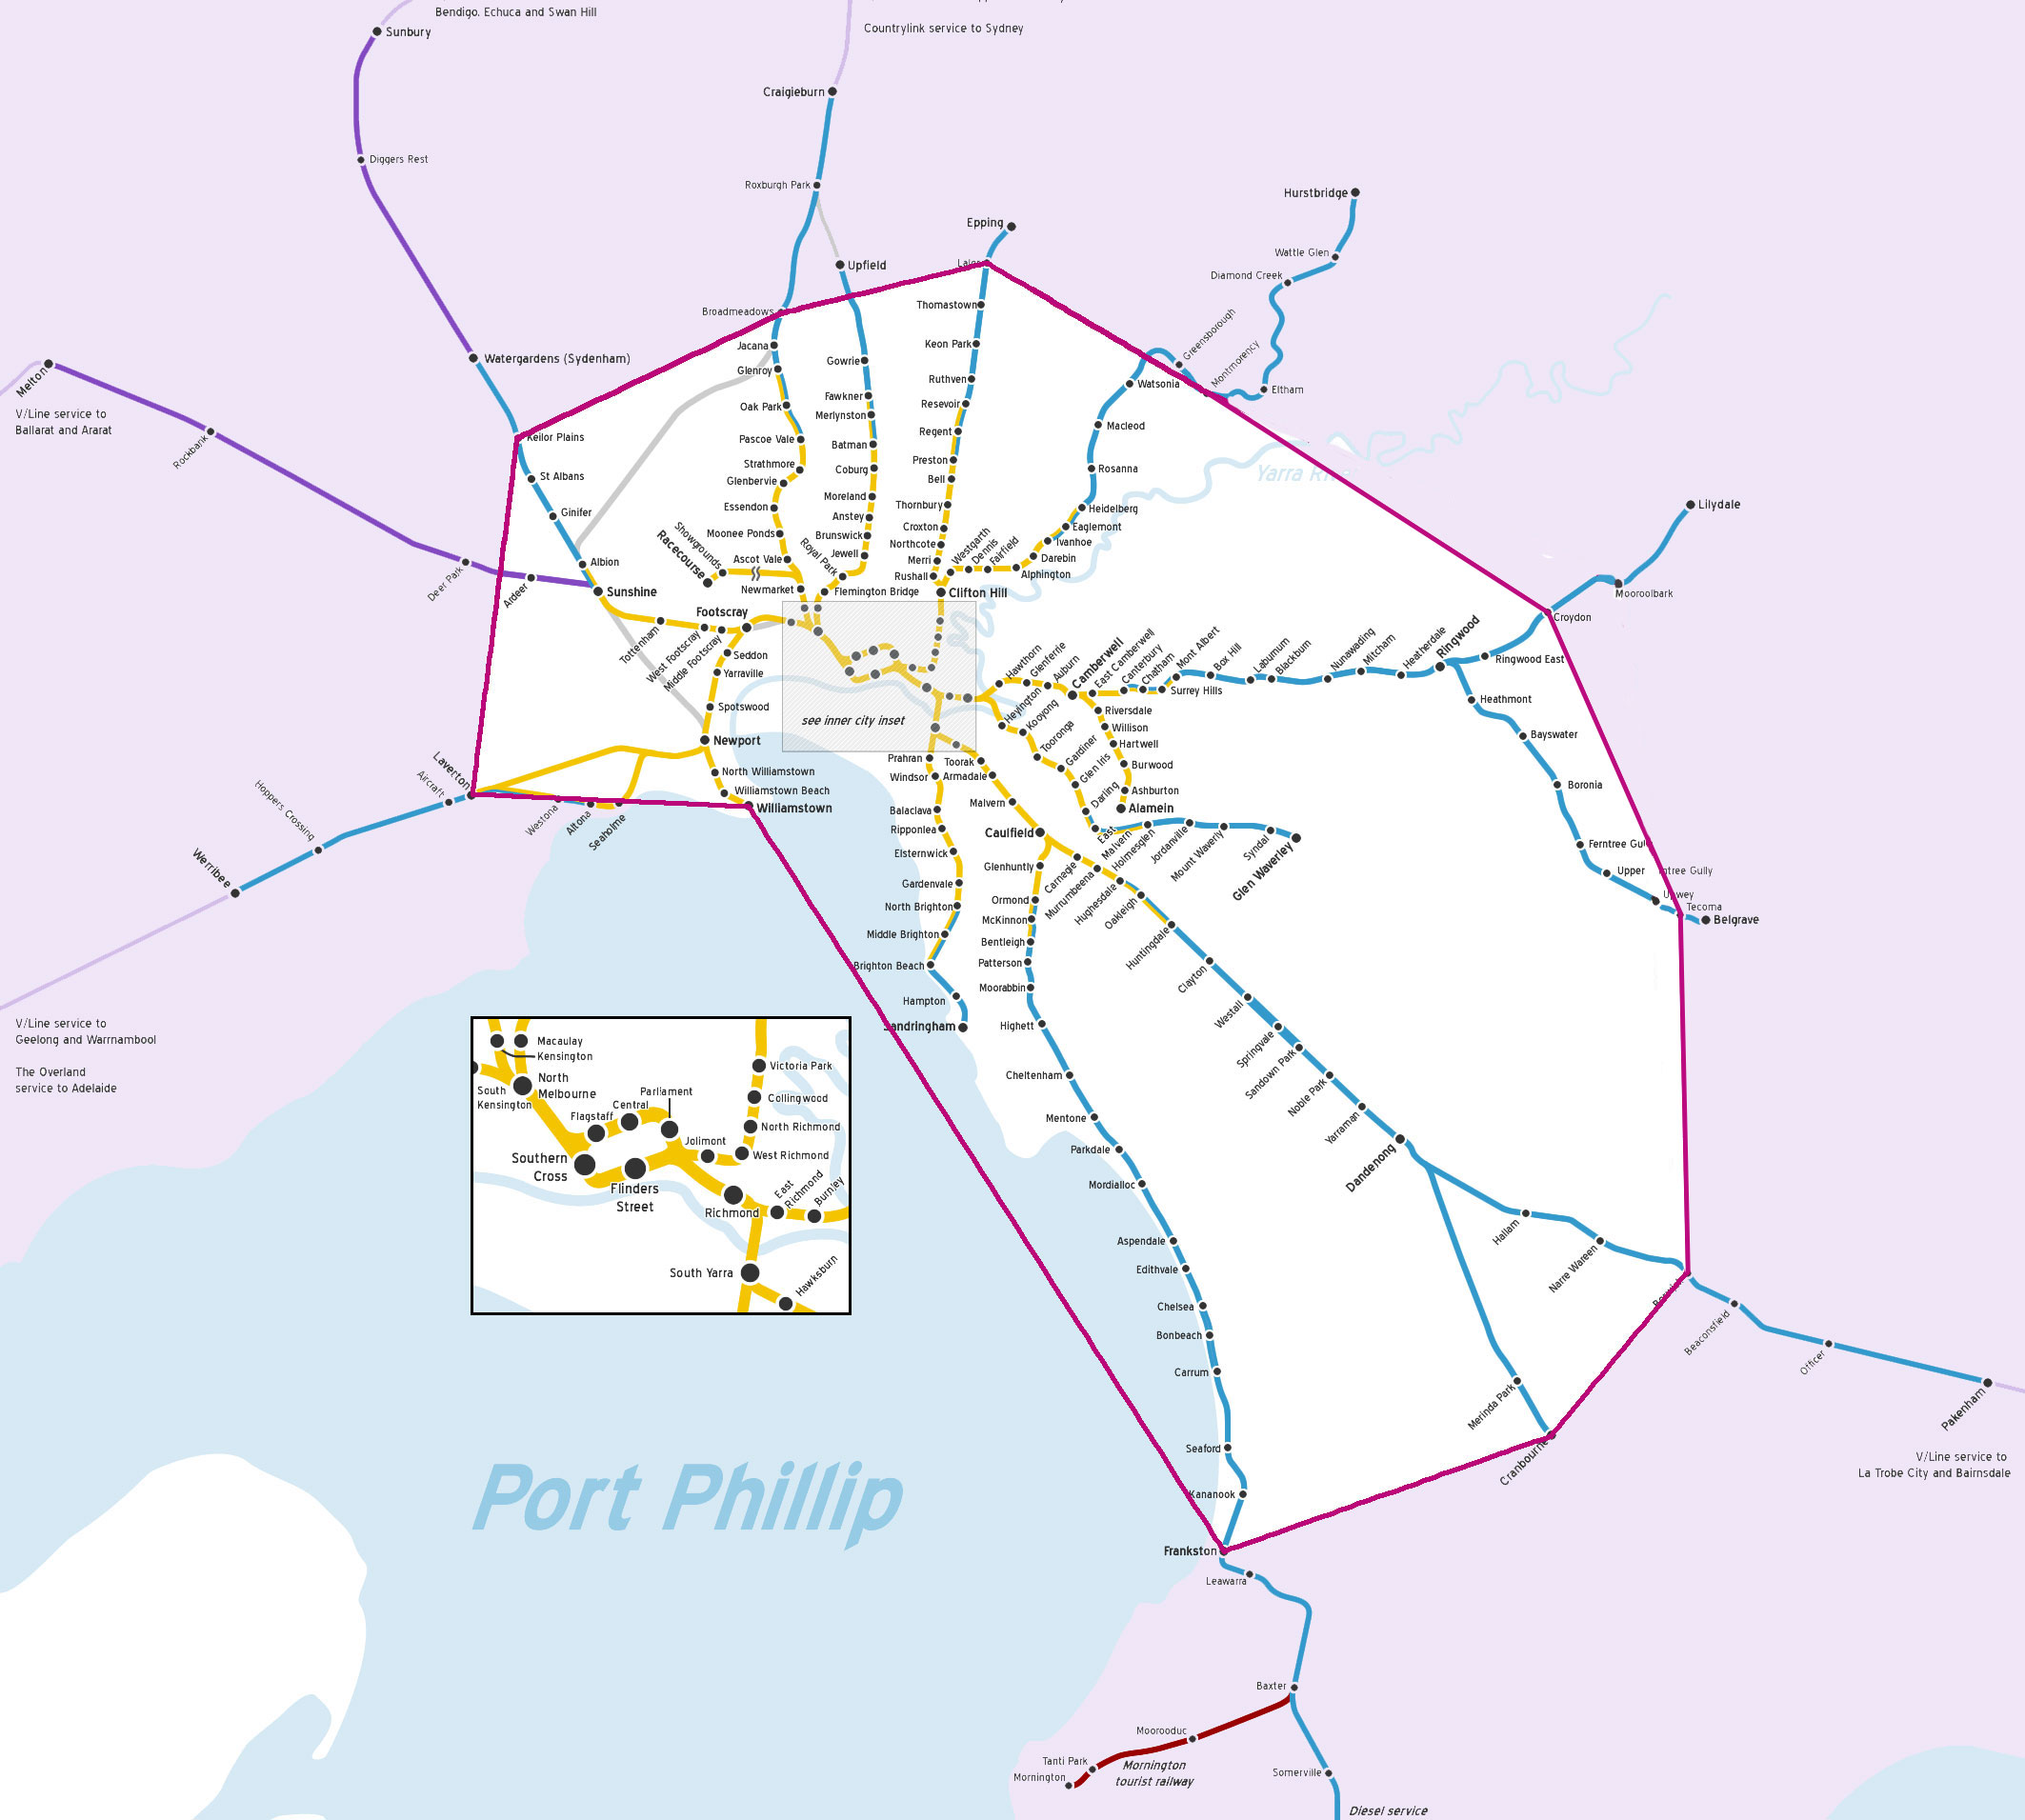 Bendigo. Echuca and Swan Hill
Countrylink service to Sydney
Sunbury
Craigieburn
Diggers Rest
Roxburgh Park
Hurstbridge
Epping
Wattle Glen
Upfield
Diamond Creek
Broadmeadows
Thomastown
Greensborough
Jacana
Keon Park
Montmorency
Watergardens (Sydenham)
Gowrie
Glenroy
Ruthven
Watsonia
Eltham
Melton
Fawkner
Oak Park
Resevoir
Merlynston
V/Line service to
Ballarat and Ararat
Macleod
Regent
Keilor Plains
Pascoe Vale
Batman
Rockbank
Preston
Strathmore
Coburg
Rosanna
Yarra
St Albans
Glenbervie
Bell
Moreland
Essendon
Thornbury
Heidelberg
Lilydale
Ginifer
Anstey
Croxton
Eaglemont
Moonee Ponds
Brunswick
Northcote
Ivanhoe
Showgrounds
Racecourse
Royal Park
Jewell
Westgarth
Dennis
Fairfield
Ascot Vale
Merri
Darebin
Albion
Rushall
Alphington
Deer Park
Ardeer
Sunshine
Newmarket
Flemington Bridge
Clifton Hill
Mooroolbark
Footscray
Croydon
Tottenham
West Footscray
Middle Footscray
Seddon
Hawthorn
Glenferrie
Auburn
Camberwell
East Camberwell
Canterbury
Chatham
Mont Albert
Box Hill
Labumum
Blackburn
Nunawading
Mitcham
Heatherdale
Ringwood
Ringwood East
Yarraville
Surrey Hills
Heyington
Kooyong
Riversdale
Heathmont
Spotswood
see inner city inset
Willison
Tooronga
Bayswater
Newport
Gardiner
Hartwell
Prahran
Toorak
Glen Iris
Burwood
Laverton
North Williamstown
Windsor
Armadale
Boronia
Aircraft
Williamstown Beach
Darling
Ashburton
Hoppers Crossing
Westona
Altona
Seaholme
Williamstown
Malvern
Alamein
Balaclava
Ripponlea
Caulfield
East
Malvern
Holmesglen
Jordanville
Mount Waverly
Syndal
Glen Waverley
Ferntree Gul
Elsternwick
Werribee
Glenhuntly
Carnegie
Murrumbeena
Hughesdale
Oakleigh
Upper
ntree Gully
Gardenvale
Upwey
North Brighton
Ormond
Tecoma
McKinnon
Belgrave
Middle Brighton
Bentleigh
Huntingdale
Brighton Beach
Patterson
Clayton
Moorabbin
Hampton
Westall
V/Line service to
Geelong and Warrnambool
Sandringham
Highett
Springvale
The Overland
service to Adelaide
Cheltenham
Sandown Park
Noble Park
Mentone
Yarraman
Parkdale
Dandenong
Mordialloc
Macaulay
Kensington
North
Melbourne
South
Kensington
Parliament
Central
Flagstaff
Victoria Park
Collingwood
North Richmond
Jolimont
West Richmond
Southern
Cross
Flinders
Street
Richmond
East
Richmond
Burnley
South Yarra
Hawksburn
Hallam
Aspendale
Narre Wareen
Edithvale
Chelsea
Beaconsfield
Bonbeach
Officer
Carrum
Merinda Park
Pakenham
Seaford
Cranbourne
V/Line service to
La Trobe City and Bairnsdale
Port Phillip
Kananook
Frankston
Leawarra
Baxter
Moorooduc
Tanti Park
Mornington
Mornington
tourist railway
Somerville
Diesel service